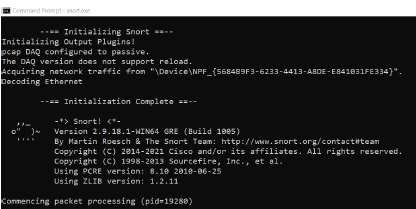 Command Prompt - snort.exe
--== Initializing Snort ==--
Initializing Output Plugins!
pcap DAQ configured to passive.
The DAQ version does not support reload.
Acquiring network traffic from "\Device\NPF_{5684B9F3-6233-4413-A8DE-E841031FE334}".
Decoding Ethernet
--== Initialization Complete ==--
,,_     -*> Snort! <*-
o"  )~   Version 2.9.18.1-WIN64 GRE (Build 1005)
''''    By Martin Roesch & The Snort Team: http://www.snort.org/contact#team
Copyright (C) 2014-2021 Cisco and/or its affiliates. All rights reserved.
Copyright (C) 1998-2013 Sourcefire, Inc., et al.
Using PCRE version: 8.10 2010-06-25
Using ZLIB version: 1.2.11
Commencing packet processing (pid=19280)